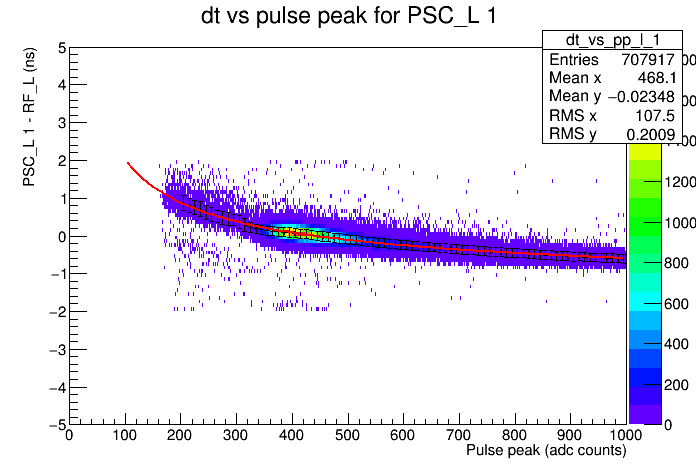 dt vs pulse peak for PSC_L 1
dt_vs_pp_l_1
Entries 707917
Mean x 468.1
Mean y −0.02348
RMS x 107.5
RMS y 0.2009
PSC_L 1 - RF_L (ns)
5
4
3
2
1
0
−1
−2
−3
−4
−5
0 100 200 300 400 500 600 700 800 900 1000
Pulse peak (adc counts)
1400
1200
1000
800
600
400
200
0